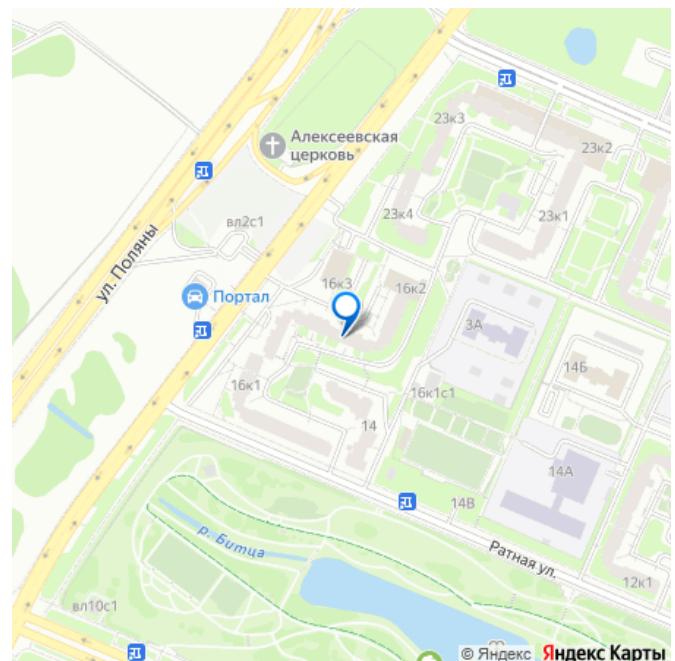 23к3
Алексеевская
церковь
23к2
вл2с1
23к4
23к1
ул. Поляны
16к3
16к2
Портал
3А
14Б
16к1
16к1с1
14
14А
14В
р. Битца
Ратная ул.
12к1
вл10с1
© Яндекс Яндекс Карты